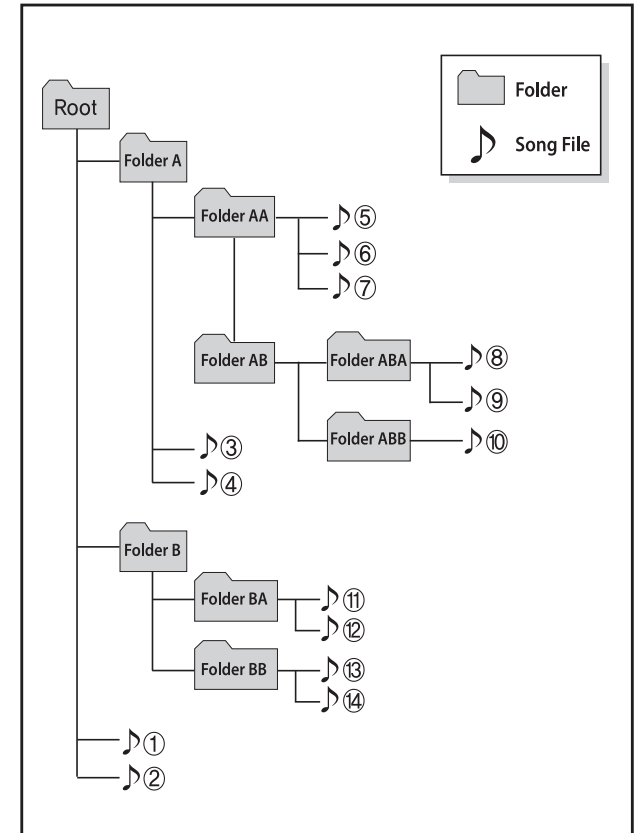 Root
Folder
Song File
Folder A
Folder AA
⑤
⑥
⑦
Folder AB
Folder ABA
⑧
⑨
Folder ABB
⑩
③
④
Folder B
Folder BA
⑪
⑫
Folder BB
⑬
⑭
①
②